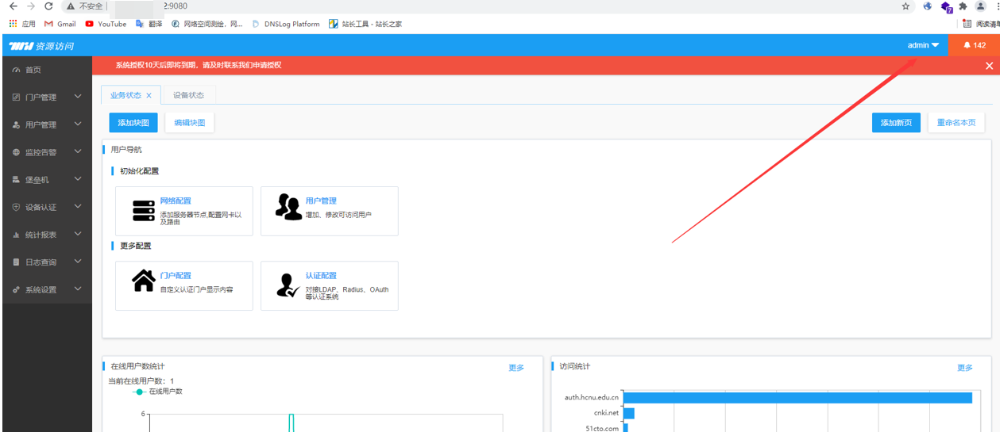 不安全 | 2:9080
应用 Gmail YouTube 翻译 网络空间测绘，网... DNSLog Platform 站长工具 - 站长之家 阅读清单
资源访问 admin 142
系统授权10天后即将到期，请及时联系我们申请授权
首页
门户管理
用户管理
监控告警
堡垒机
设备认证
统计报表
日志查询
系统设置
业务状态 设备状态
添加块图 编辑块图 添加新页 重命名本页
用户导航
初始化配置
网络配置
添加服务器节点,配置网卡以
及路由
用户管理
增加、修改可访问用户
更多配置
门户配置
自定义认证门户显示内容
认证配置
对接LDAP、Radius、OAuth
等认证系统
在线用户数统计 更多
当前在线用户数：1
在线用户数
6
访问统计 更多
auth.hcnu.edu.cn
cnki.net
51cto.com